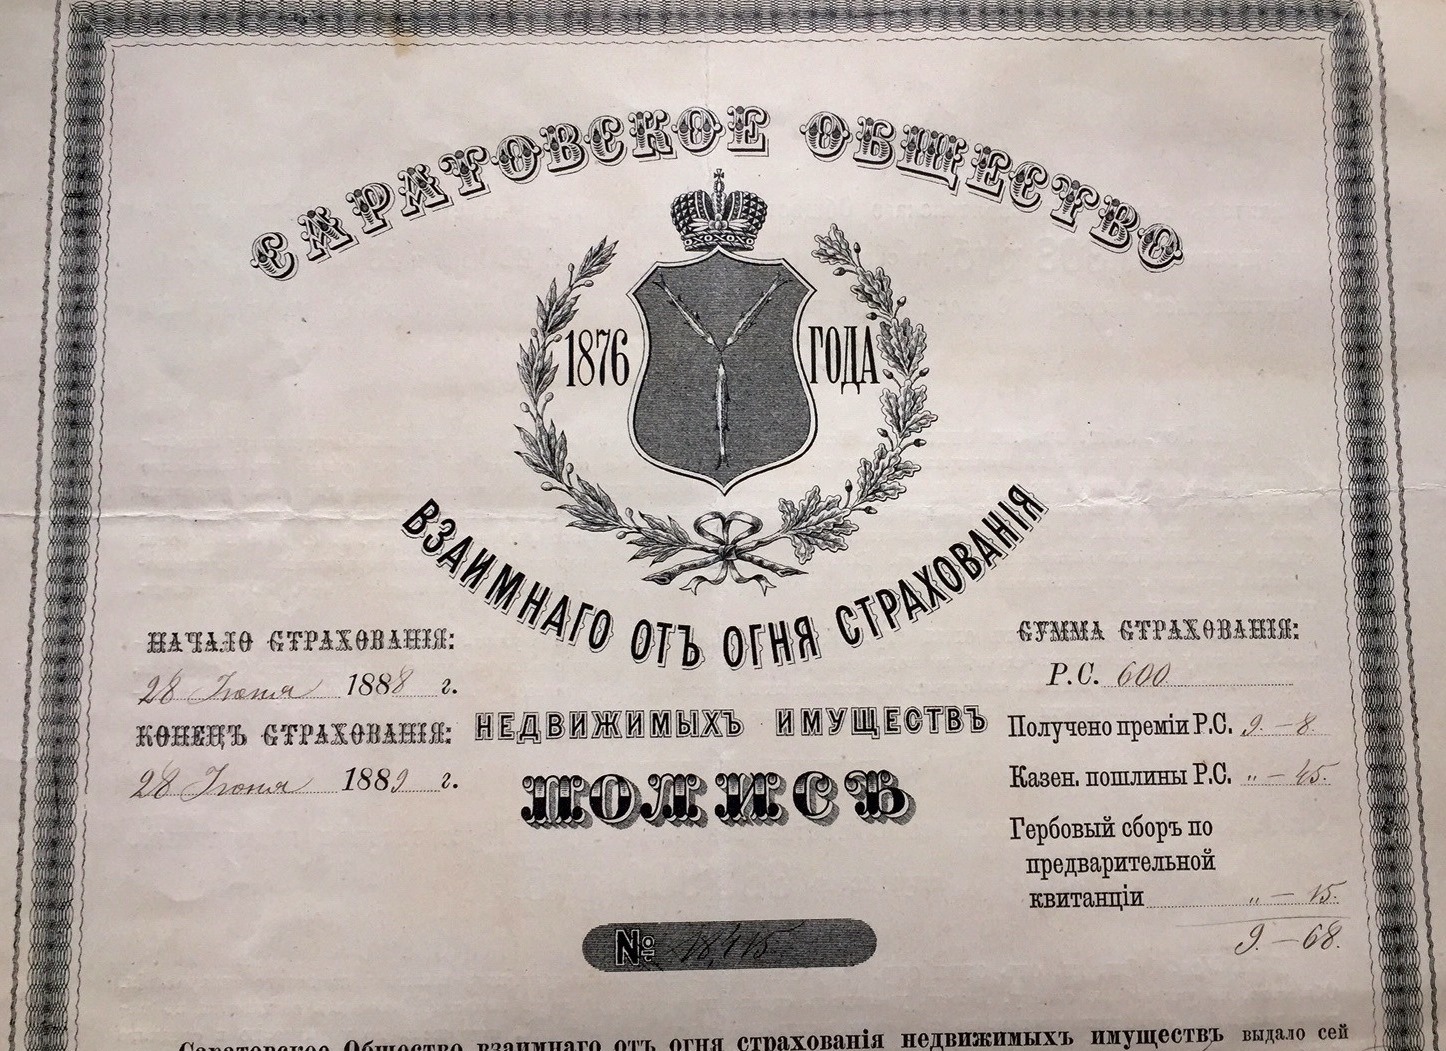 САРАТОВСКОЕ ОБЩЕСТВО
1876 ГОДА
ВЗАИМНАГО ОТЪ ОГНЯ СТРАХОВАНІЯ
НЕДВИЖИМЫХЪ ИМУЩЕСТВЪ
ПОЛИСЪ
НАЧАЛО СТРАХОВАНІЯ:
28 Іюня 1888 г.
КОНЕЦЪ СТРАХОВАНІЯ:
28 Іюня 1889 г.
СУММА СТРАХОВАНІЯ:
Р.С. 600
Получено преміи Р.С. 9.–8.
Казен. пошлины Р.С. „ – 45.
Гербовый сборъ по
предварительной
квитанціи „ – 15.
9.–68.
№ 18,415
Саратовское Общество взаимнаго отъ огня страхованія недвижимыхъ имуществъ выдало сей